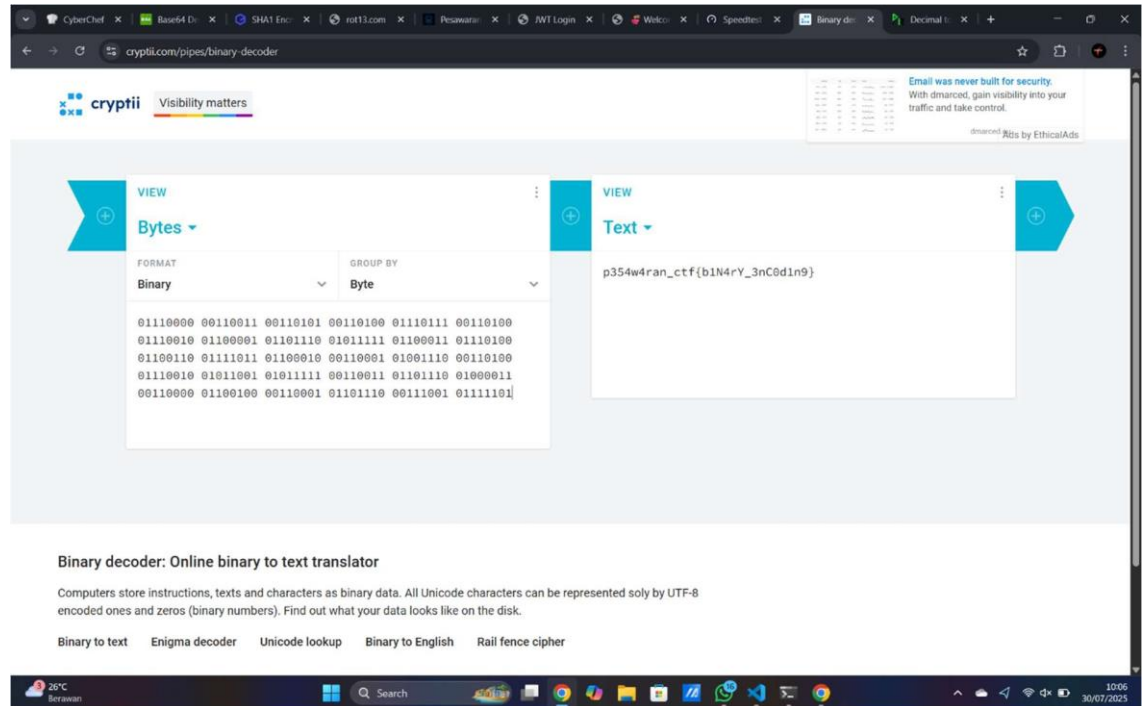 CyberChef
Base64 De
SHA1 Enc
rot13.com
Pesawaran
JWT Login
Welco
Speedtest
Binary dec
Decimal t
cryptii.com/pipes/binary-decoder
cryptii
Visibility matters
Email was never built for security.
With dmarced, gain visibility into your
traffic and take control.
Ads by EthicalAds
VIEW
Bytes
FORMAT
Binary
GROUP BY
Byte
01110000 00110011 00110101 00110100 01110111 00110100
01110010 01100001 01101110 01011111 01100011 01110100
01100110 01111011 01100010 00110001 01001110 00110100
01110010 01011001 01011111 00110011 01101110 01000011
00110000 01100100 00110001 01101110 00111001 01111101
VIEW
Text
p354w4ran_ctf{b1N4rY_3nC0d1n9}
Binary decoder: Online binary to text translator
Computers store instructions, texts and characters as binary data. All Unicode characters can be represented soly by UTF-8
encoded ones and zeros (binary numbers). Find out what your data looks like on the disk.
Binary to text Enigma decoder Unicode lookup Binary to English Rail fence cipher
3
26°C
Berawan
Search
10:06
30/07/2025